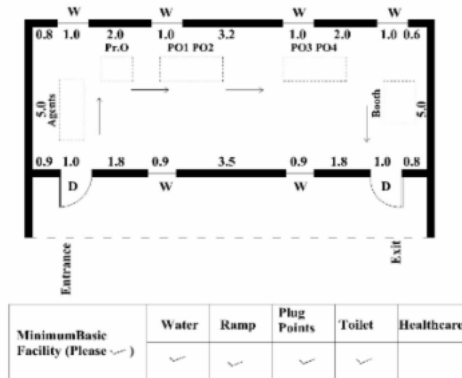 W W W W
0.8 1.0 2.0 1.0 3.2 1.0 2.0 1.0 0.6
Pr.O PO1 PO2 PO3 PO4
5.0 Agents Booth 5.0
0.9 1.0 1.8 0.9 3.5 0.9 1.8 1.0 0.8
D W W D
Entrance Exit
Water Ramp Plug Points Toilet Healthcare
MinimumBasic
Facility (Please ✓ )
✓ ✓ ✓ ✓